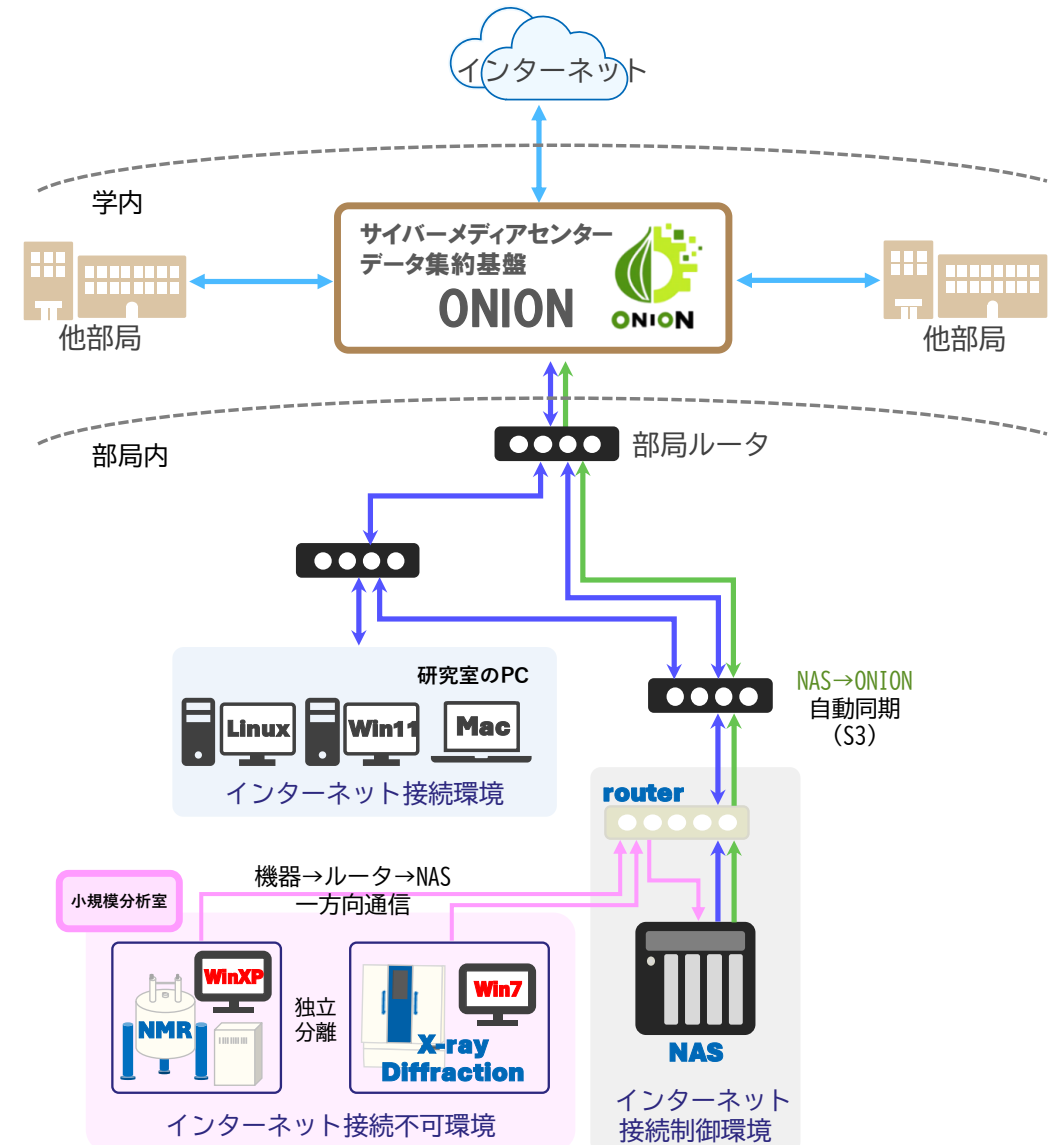 インターネット
学内
サイバーメディアセンター
データ集約基盤
ONION
ONION
他部局
他部局
部局内
部局ルータ
研究室のPC
Linux
Win11
Mac
インターネット接続環境
NAS→ONION
自動同期
(S3)
router
機器→ルータ→NAS
一方向通信
小規模分析室
WinXP
NMR
独立
分離
Win7
X-ray
Diffraction
インターネット接続不可環境
NAS
インターネット
接続制御環境